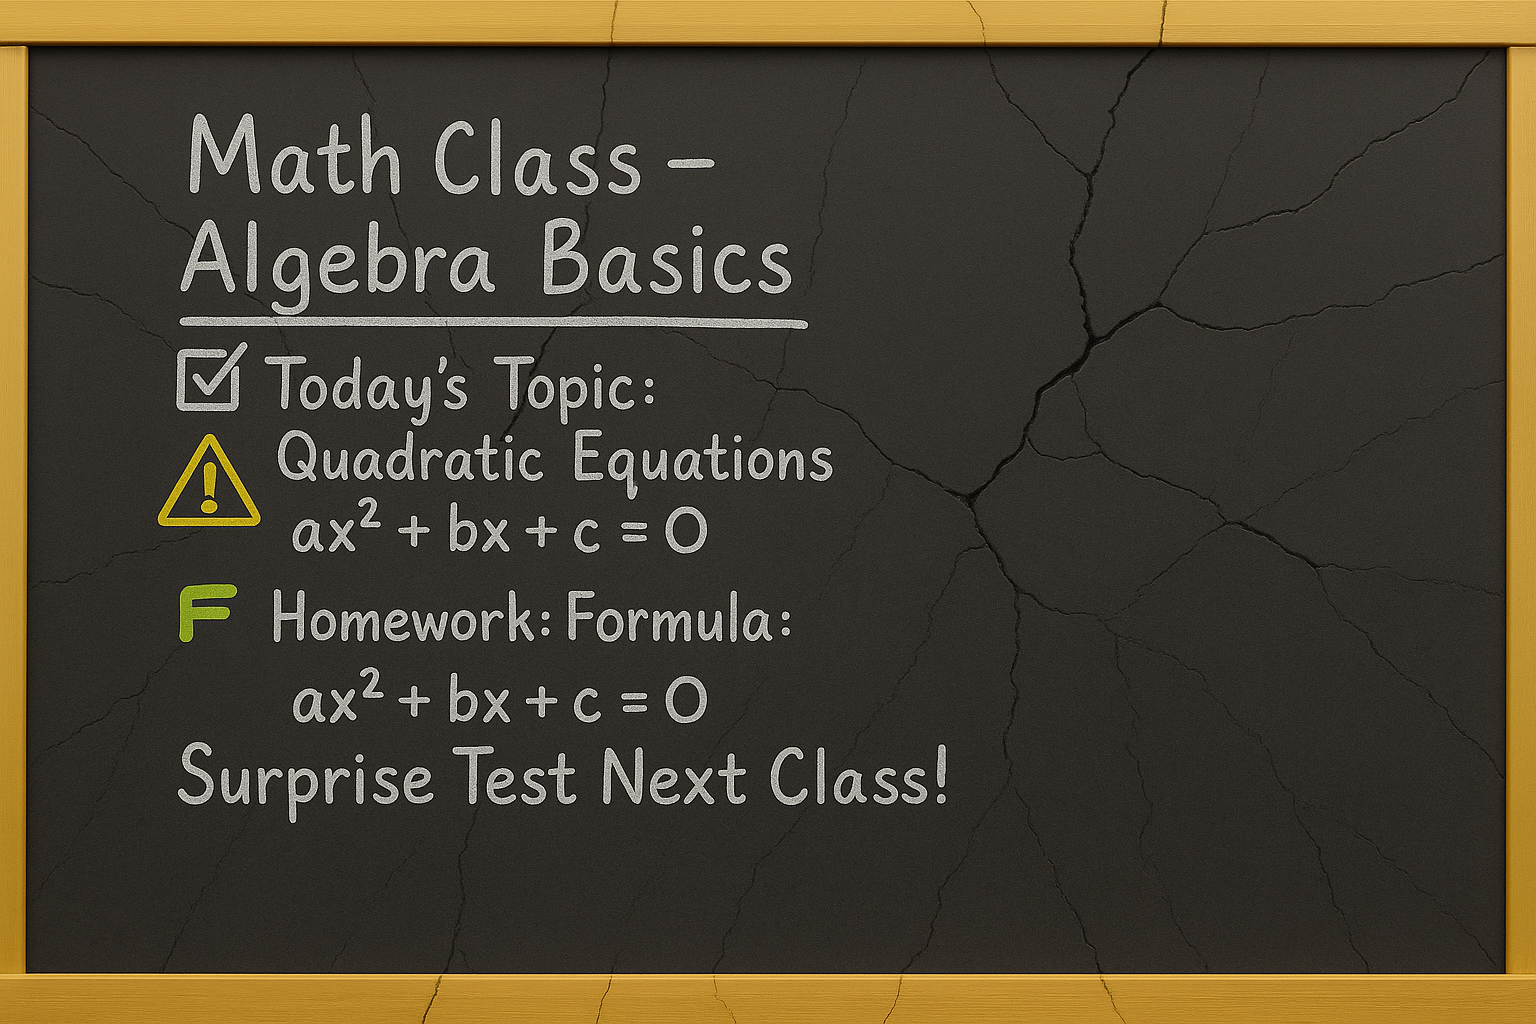 Math Class –
Algebra Basics
☑ Today's Topic:
⚠ Quadratic Equations
ax² + bx + c = 0
F Homework: Formula:
ax² + bx + c = 0
Surprise Test Next Class!